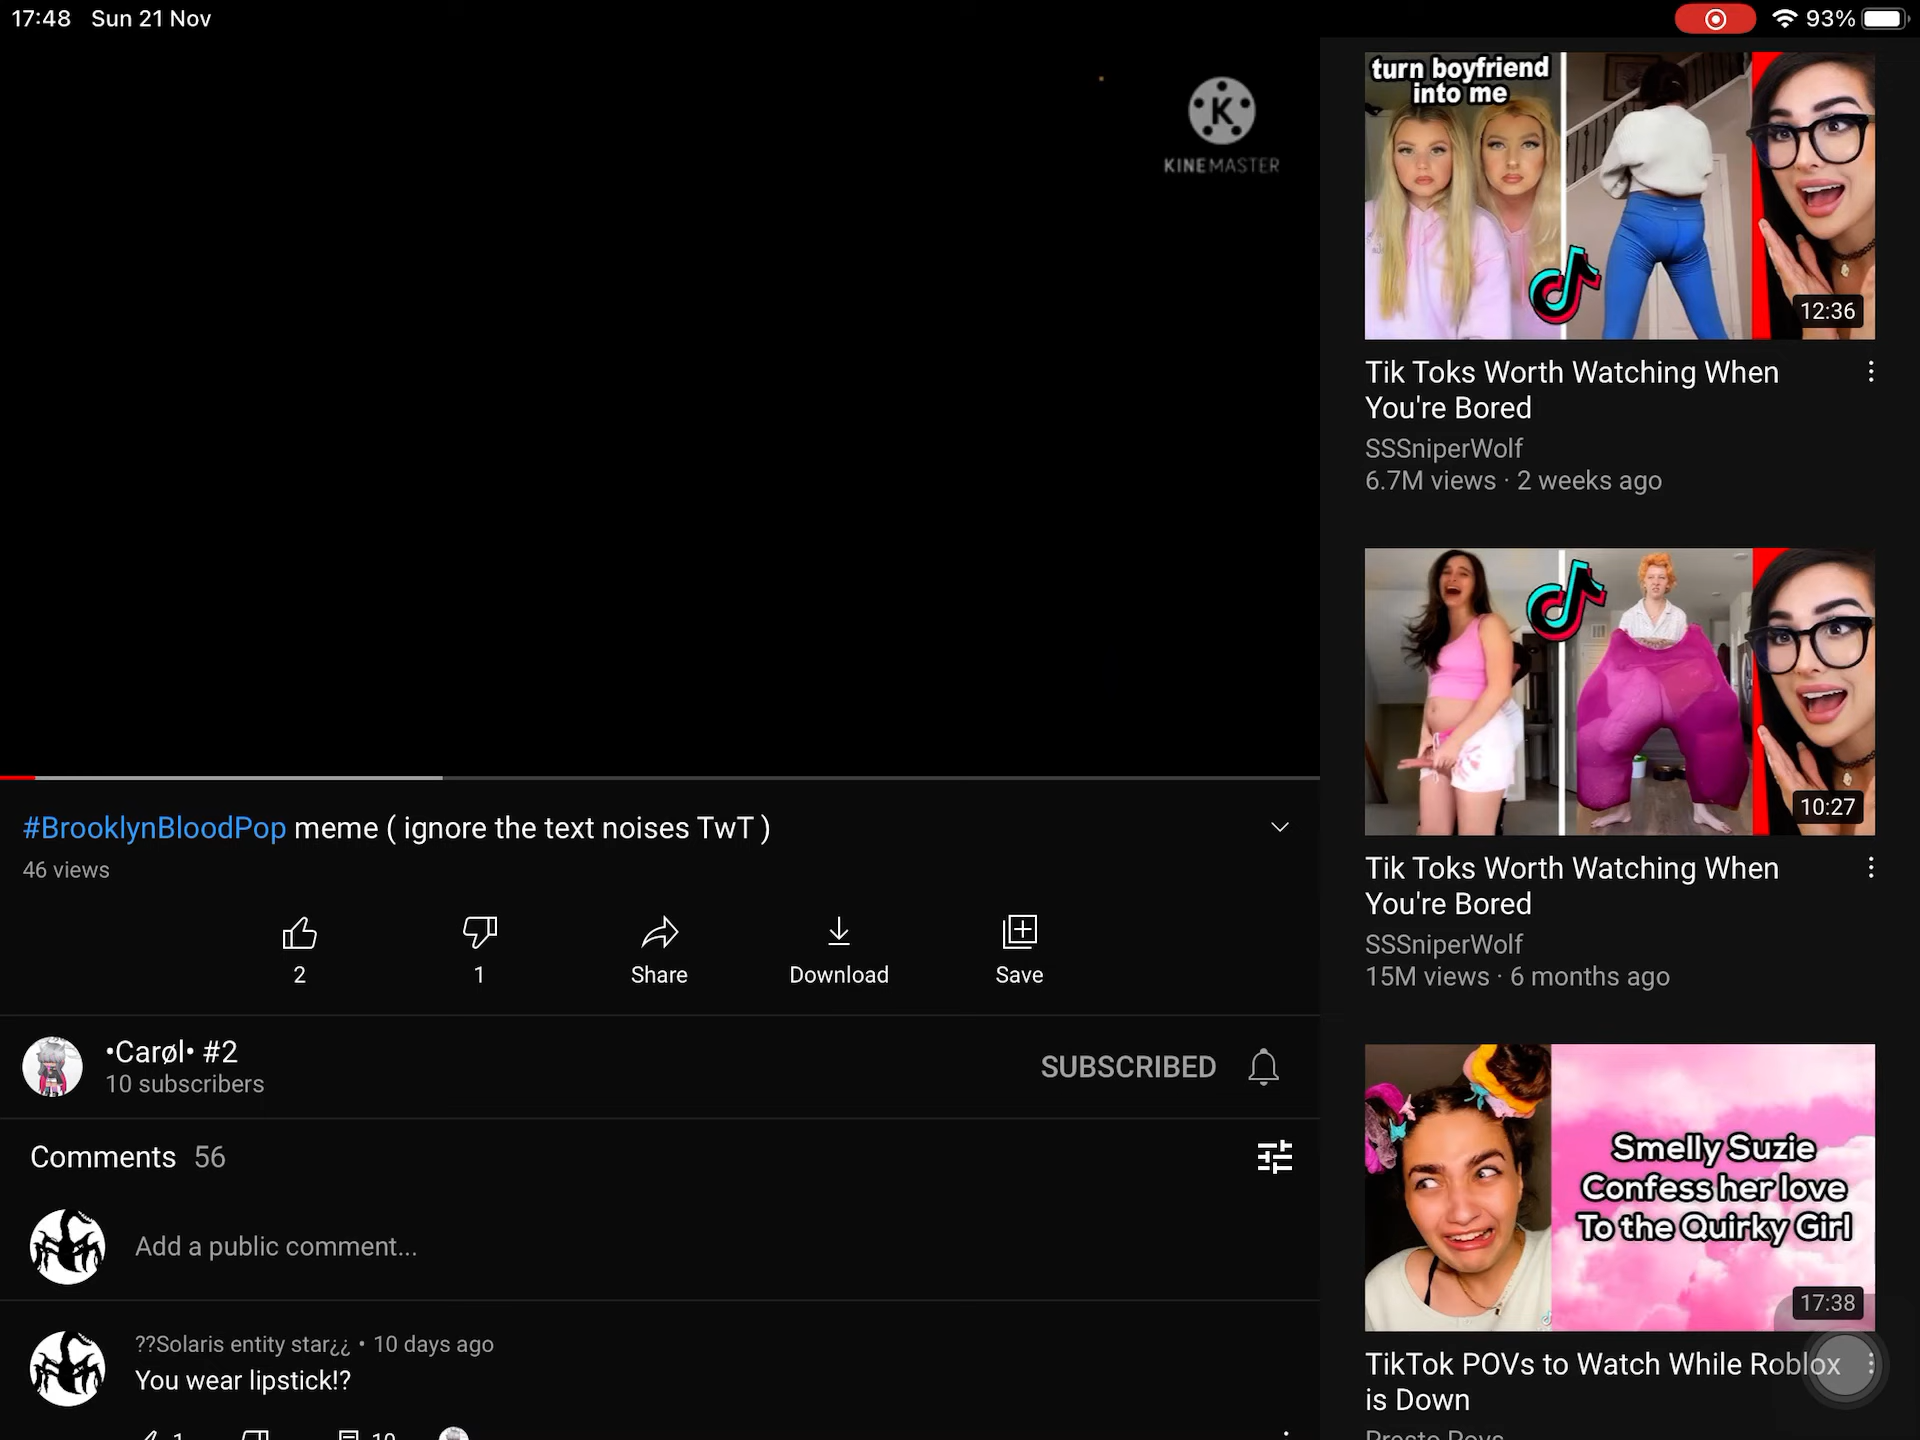 17:48 Sun 21 Nov
93%
KINEMASTER
#BrooklynBloodPop meme ( ignore the text noises TwT )
46 views
2
1
Share
Download
Save
•Carøl• #2
10 subscribers
SUBSCRIBED
Comments 56
Add a public comment...
??Solaris entity star¿¿ • 10 days ago
You wear lipstick!?
1
10
turn boyfriend
into me
12:36
Tik Toks Worth Watching When
You're Bored
SSSniperWolf
6.7M views · 2 weeks ago
10:27
Tik Toks Worth Watching When
You're Bored
SSSniperWolf
15M views · 6 months ago
Smelly Suzie
Confess her love
To the Quirky Girl
17:38
TikTok POVs to Watch While Roblox
is Down
Presto Povs